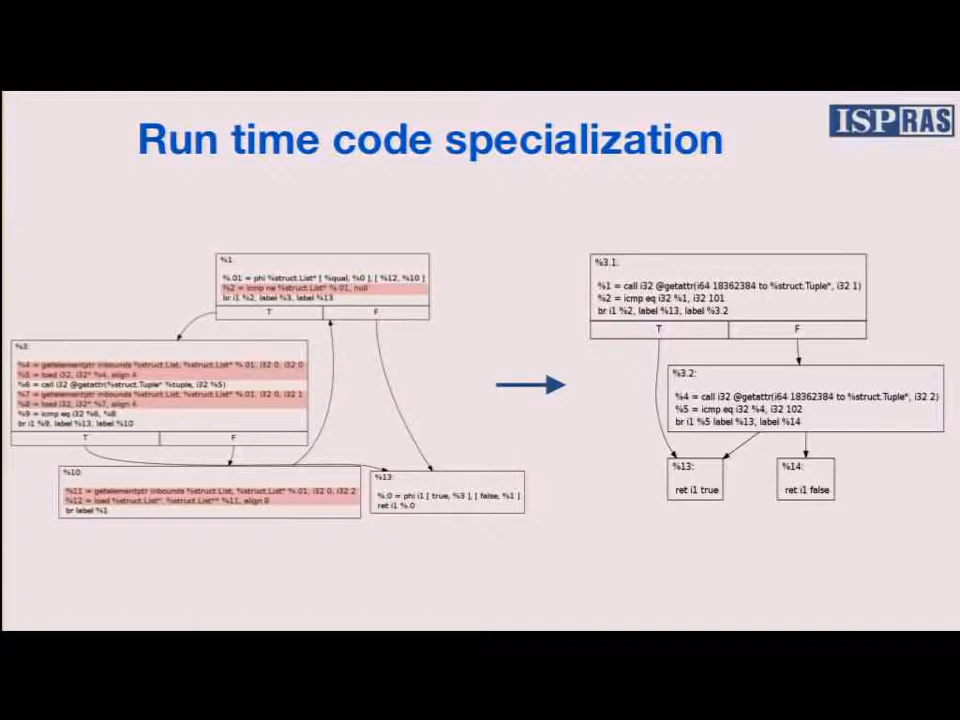 Run time code specialization
ISPRAS
%1:
%.01 = phi %struct.List* [ %qual, %0 ], [ %12, %10 ]
%2 = icmp ne %struct.List* %.01, null
br i1 %2, label %3, label %13
T F
%3:
%4 = getelementptr inbounds %struct.List, %struct.List* %.01, i32 0, i32 0
%5 = load i32, i32* %4, align 4
%6 = call i32 @getattr(%struct.Tuple* %tuple, i32 %5)
%7 = getelementptr inbounds %struct.List, %struct.List* %.01, i32 0, i32 1
%8 = load i32, i32* %7, align 4
%9 = icmp eq i32 %6, %8
br i1 %9, label %13, label %10
T F
%10:
%11 = getelementptr inbounds %struct.List, %struct.List* %.01, i32 0, i32 2
%12 = load %struct.List*, %struct.List** %11, align 8
br label %1
%13:
%.0 = phi i1 [ true, %3 ], [ false, %1 ]
ret i1 %.0
%3.1:
%1 = call i32 @getattr(i64 18362384 to %struct.Tuple*, i32 1)
%2 = icmp eq i32 %1, i32 101
br i1 %2, label %13, label %3.2
T F
%3.2:
%4 = call i32 @getattr(i64 18362384 to %struct.Tuple*, i32 2)
%5 = icmp eq i32 %4, i32 102
br i1 %5 label %13, label %14
%13:
ret i1 true
%14:
ret i1 false